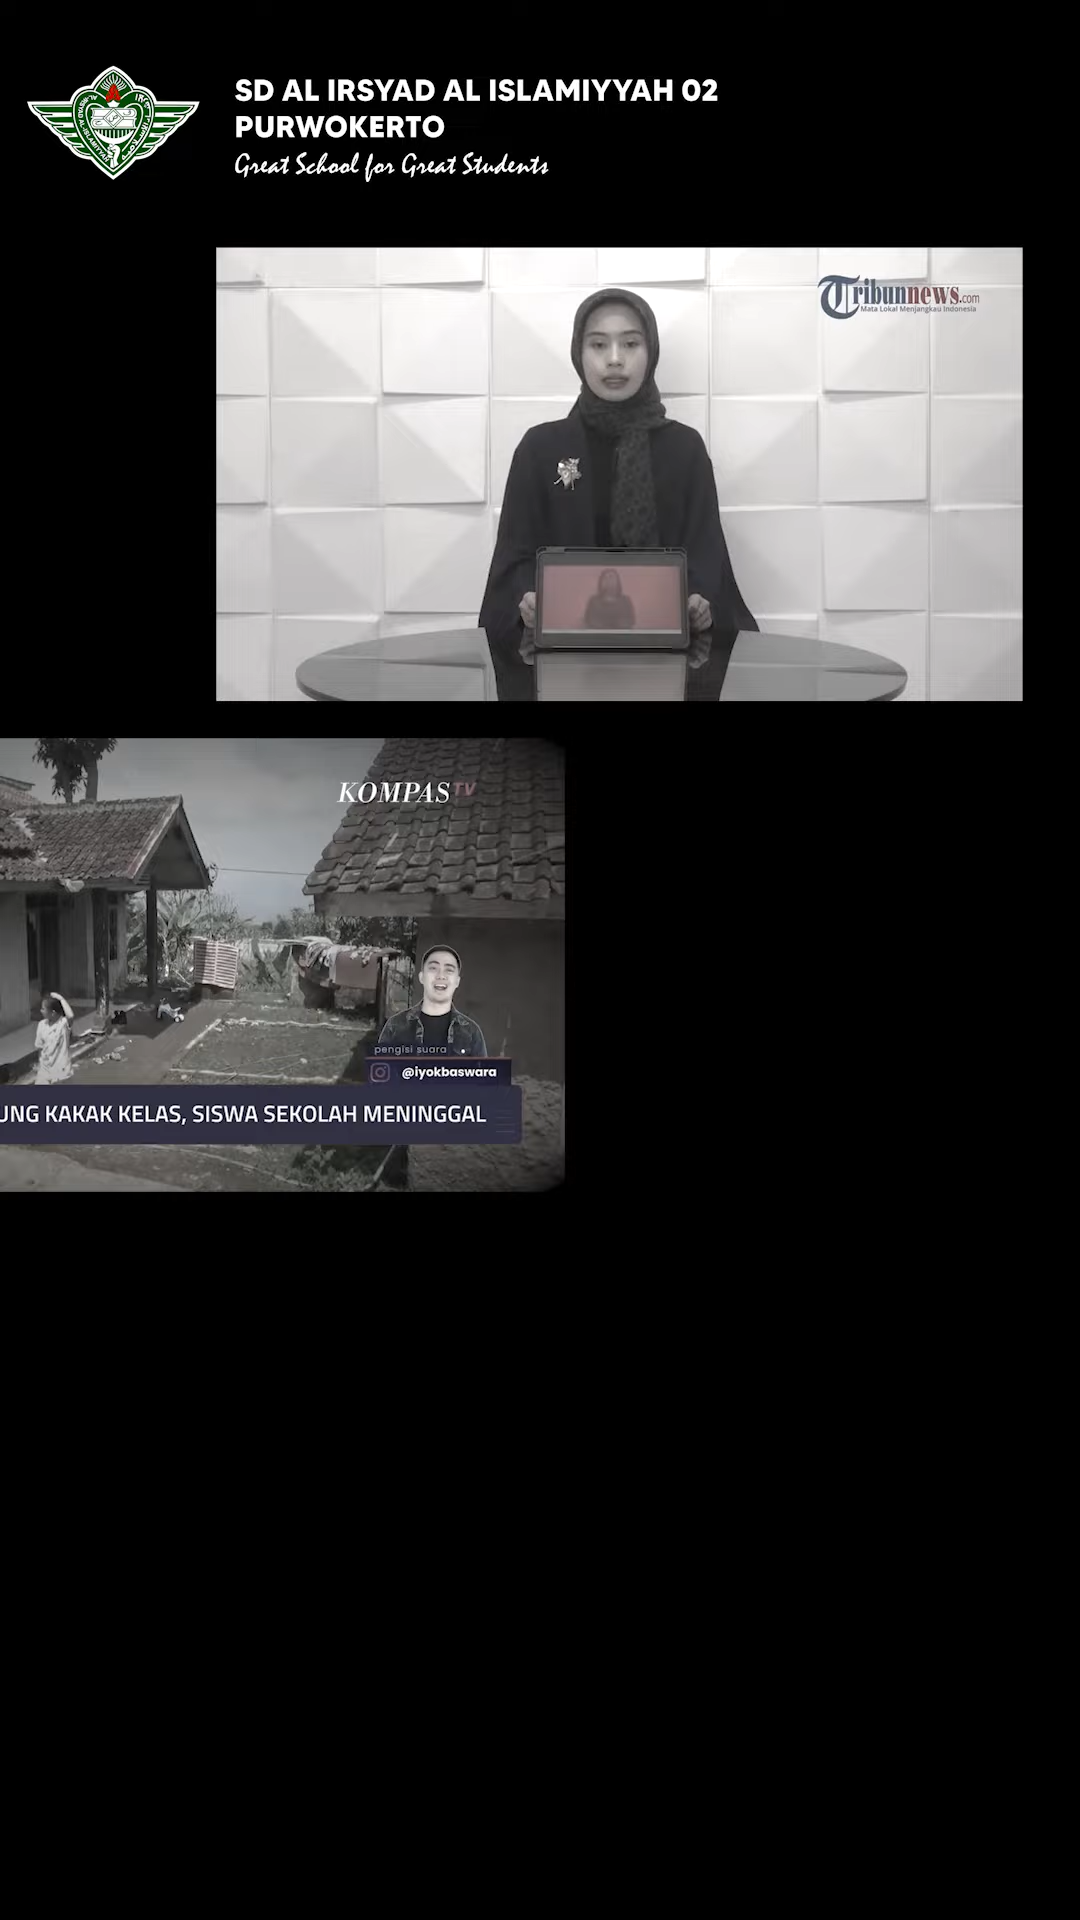 SD AL IRSYAD AL ISLAMIYYAH 02
PURWOKERTO
Great School for Great Students
Tribunnews.com
Mata Lokal Menjangkau Indonesia
KOMPAS TV
pengisi suara
@iyokbaswara
UNG KAKAK KELAS, SISWA SEKOLAH MENINGGAL